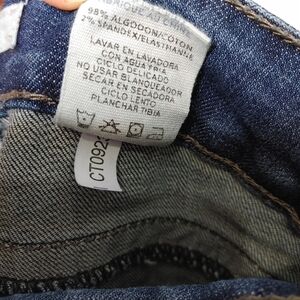 98% ALGODON/COTON
2% SPANDEX/ELASTHANNE
LAVAR EN LAVADORA
CON AGUA FRIA
CICLO DELICADO
NO USAR BLANQUEADOR
SECAR EN SECADORA
CICLO LENTO
PLANCHAR TIBIA
CT092